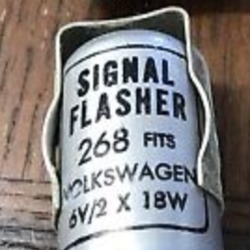 SIGNAL
FLASHER
268 FITS
VOLKSWAGEN
6V/2 X 18W